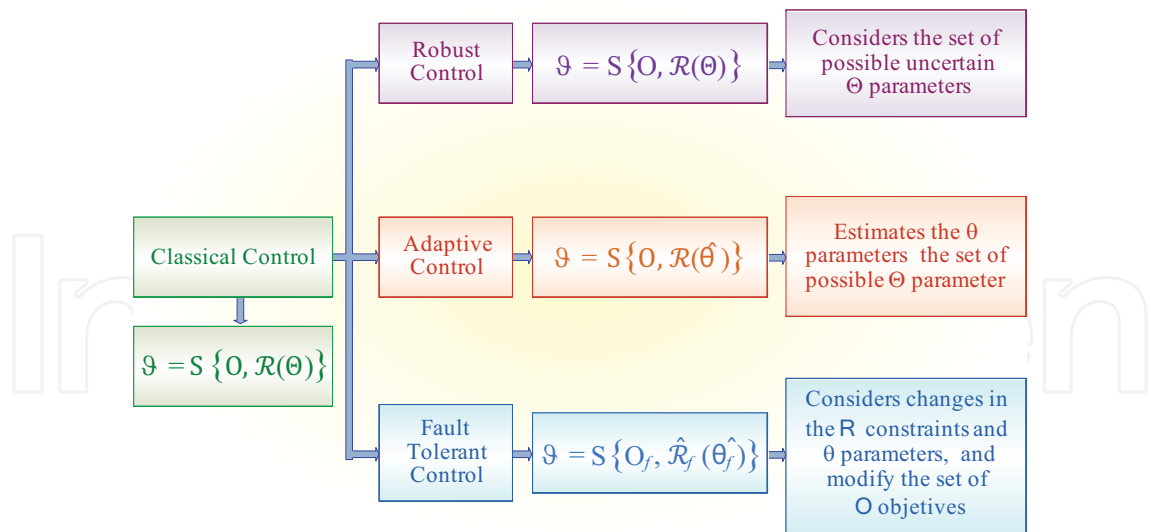 Robust
Control
ϑ = S{O, ℛ(Θ)}
Considers the set of
possible uncertain
Θ parameters
Classical Control
ϑ = S {O, ℛ(Θ)}
Adaptive
Control
ϑ = S{O, ℛ(θ̂)}
Estimates the θ
parameters the set of
possible Θ parameter
Fault
Tolerant
Control
ϑ = S{O_f, ℛ̂_f (θ̂_f)}
Considers changes in
the R constraints and
θ parameters, and
modify the set of
O objetives